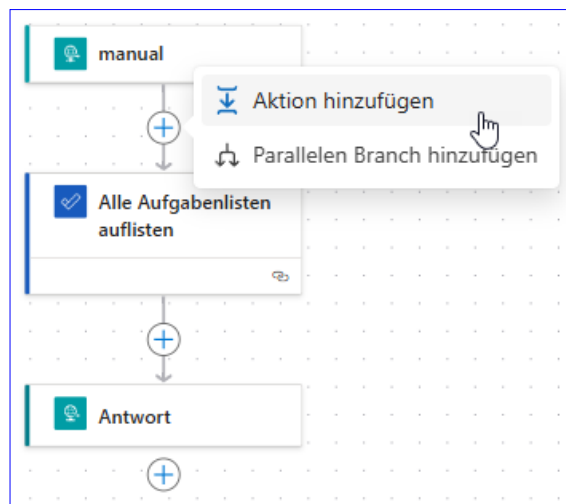 manual
Aktion hinzufügen
Parallelen Branch hinzufügen
Alle Aufgabenlisten
auflisten
Antwort